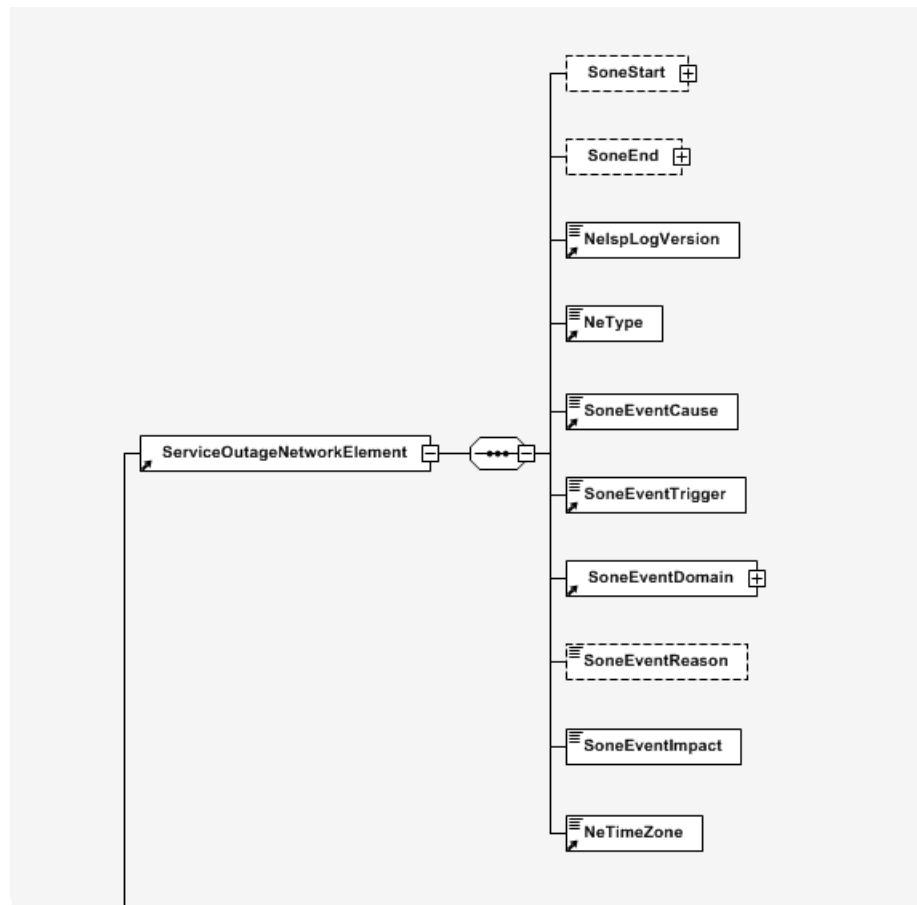 SoneStart
SoneEnd
NeIspLogVersion
NeType
SoneEventCause
ServiceOutageNetworkElement
SoneEventTrigger
SoneEventDomain
SoneEventReason
SoneEventImpact
NeTimeZone